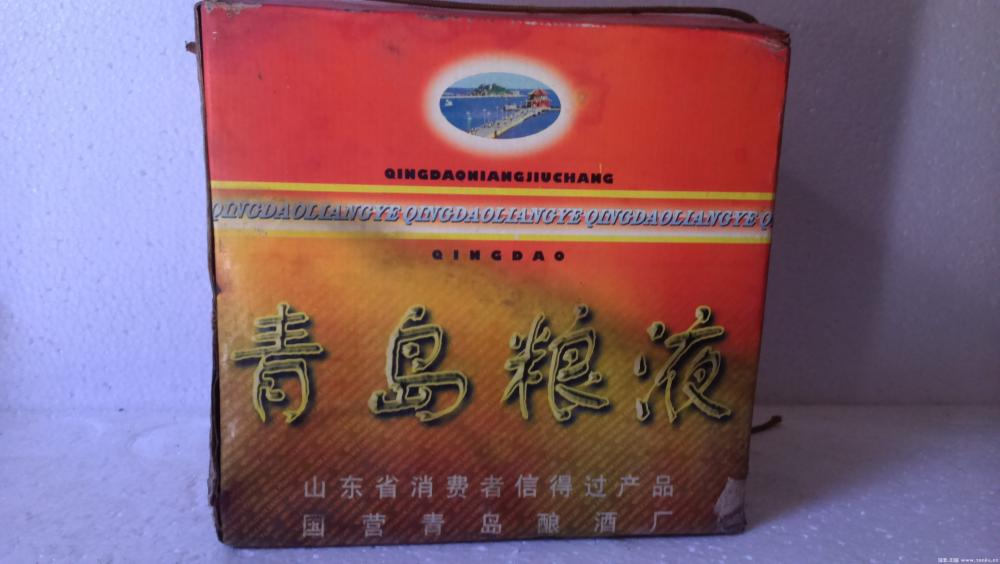 QINGDAONIANGJIUCHANG
QINGDAOLIANGYE QINGDAOLIANGYE QINGDAOLIANGYE Q
QINGDAO
青岛粮液
山东省消费者信得过产品
国营青岛酿酒厂